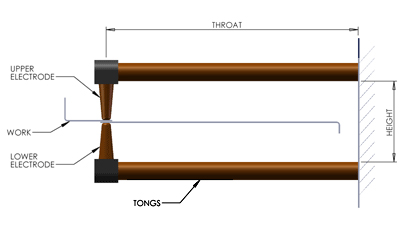 THROAT
UPPER
ELECTRODE
HEIGHT
WORK
LOWER
ELECTRODE
TONGS